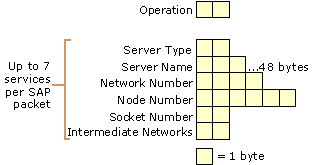 Operation
Server Type
Up to 7
services
per SAP
packet
Server Name ...48 bytes
Network Number
Node Number
Socket Number
Intermediate Networks
= 1 byte